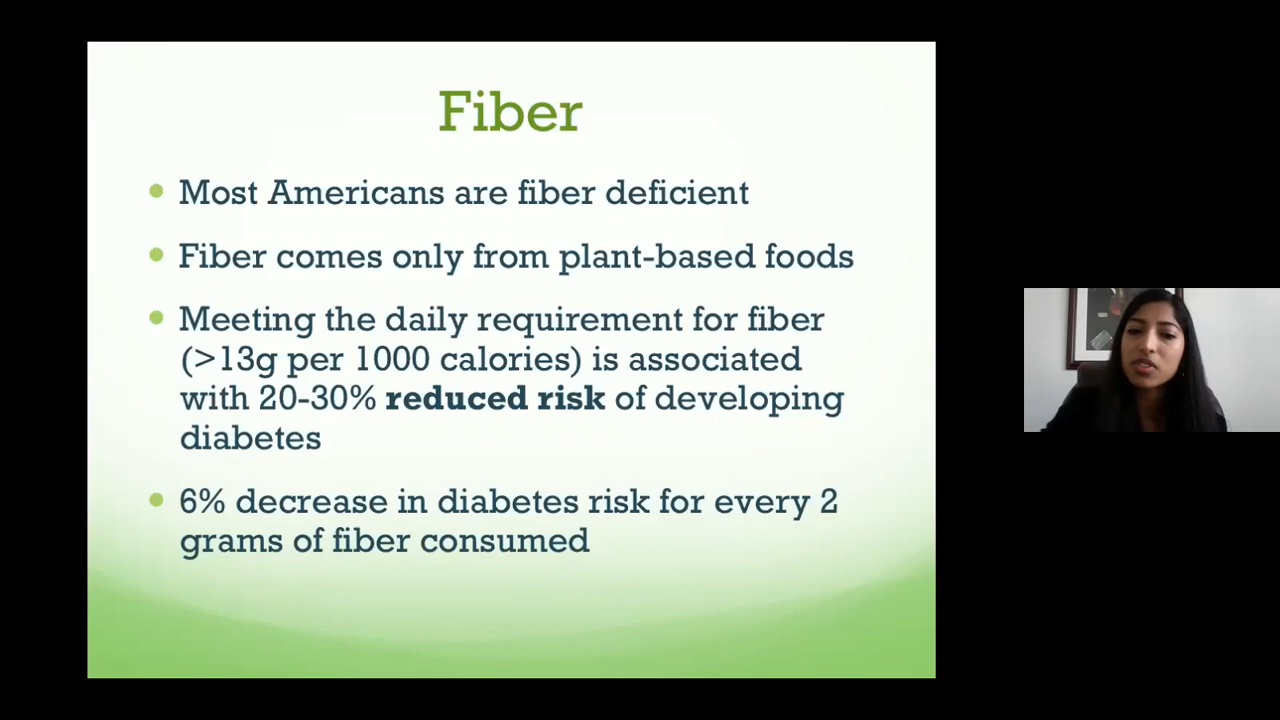 Fiber
Most Americans are fiber deficient
Fiber comes only from plant-based foods
Meeting the daily requirement for fiber
(>13g per 1000 calories) is associated
with 20-30% reduced risk of developing
diabetes
6% decrease in diabetes risk for every 2
grams of fiber consumed